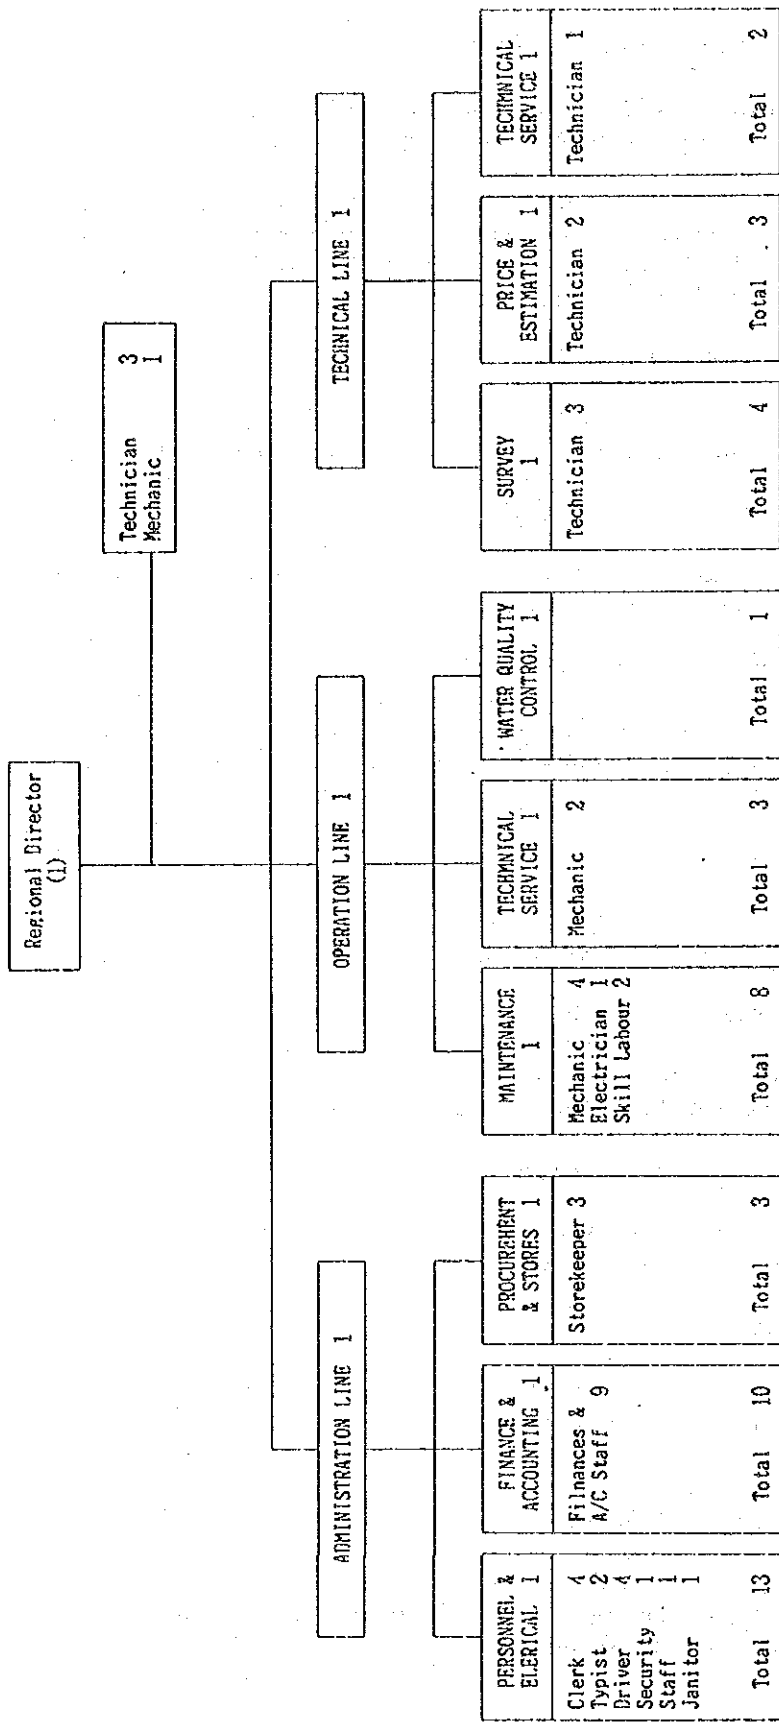 Regional Director
(1)
Technician 3
Mechanic 1
ADMINISTRATION LINE 1
OPERATION LINE 1
TECHNICAL LINE 1
PERSONNEL &
ELERICAL 1
Clerk 4
Typist 2
Driver 4
Security 1
Staff 1
Janitor 1
Total 13
FINANCE &
ACCOUNTING 1
Filnances &
A/C Staff 9
Total 10
PROCUREHENT
& STORES 1
Storekeeper 3
Total 3
MAINTENANCE
1
Mechanic 4
Electrician 1
Skill Labour 2
Total 8
TECHMNICAL
SERVICE 1
Mechanic 2
Total 3
WATER QUALITY
CONTROL 1
Total 1
SURVEY
1
Technician 3
Total 4
PRICE &
ESTIMATION 1
Technician 2
Total 3
TECHMNICAL
SERVICE 1
Technician 1
Total 2